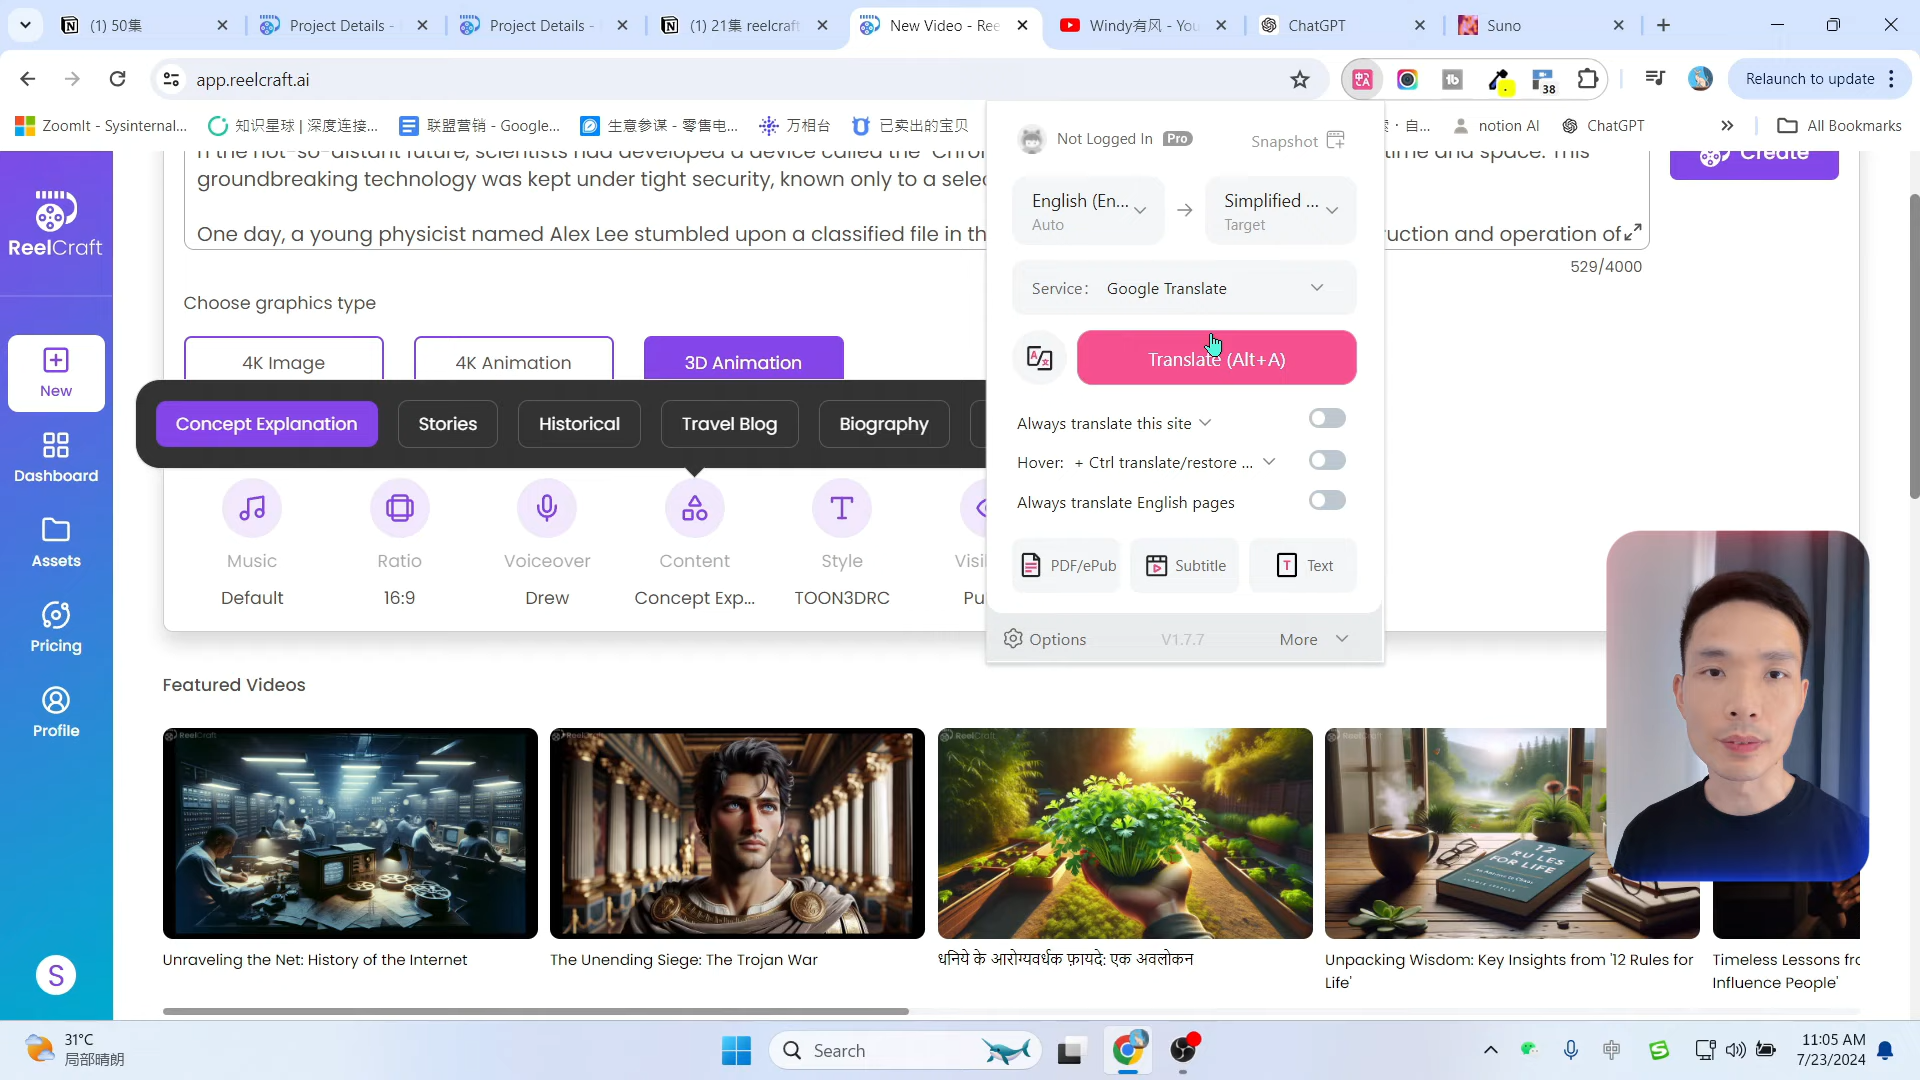 (1) 50集
Project Details -
Project Details -
(1) 21集 reelcraft
New Video - Ree
Windy有风 - You
ChatGPT
Suno
app.reelcraft.ai
38
Relaunch to update
ZoomIt - Sysinternal...
知识星球 | 深度连接...
联盟营销 - Google...
生意参谋 - 零售电...
万相台
已卖出的宝贝
notion AI
ChatGPT
All Bookmarks
time and space. This
groundbreaking technology was kept under tight security, known only to a sele
One day, a young physicist named Alex Lee stumbled upon a classified file in th
uction and operation of
529/4000
Create
ReelCraft
New
Dashboard
Assets
Pricing
Profile
S
Choose graphics type
4K Image
4K Animation
3D Animation
Concept Explanation
Stories
Historical
Travel Blog
Biography
Music
Ratio
Voiceover
Content
Style
Default
16:9
Drew
Concept Exp...
TOON3DRC
Not Logged In
Pro
Snapshot
English (En...
Auto
Simplified ...
Target
Service:
Google Translate
Translate (Alt+A)
Always translate this site
Hover: + Ctrl translate/restore ...
Always translate English pages
PDF/ePub
Subtitle
Text
Options
V1.7.7
More
Featured Videos
ReelCraft
12
RULES
FOR LIFE
Unraveling the Net: History of the Internet
The Unending Siege: The Trojan War
धनिये के आरोग्यवर्धक फ़ायदे: एक अवलोकन
Unpacking Wisdom: Key Insights from '12 Rules for
Life'
Timeless Lessons fro
Influence People'
31°C
局部晴朗
Search
中
11:05 AM
7/23/2024